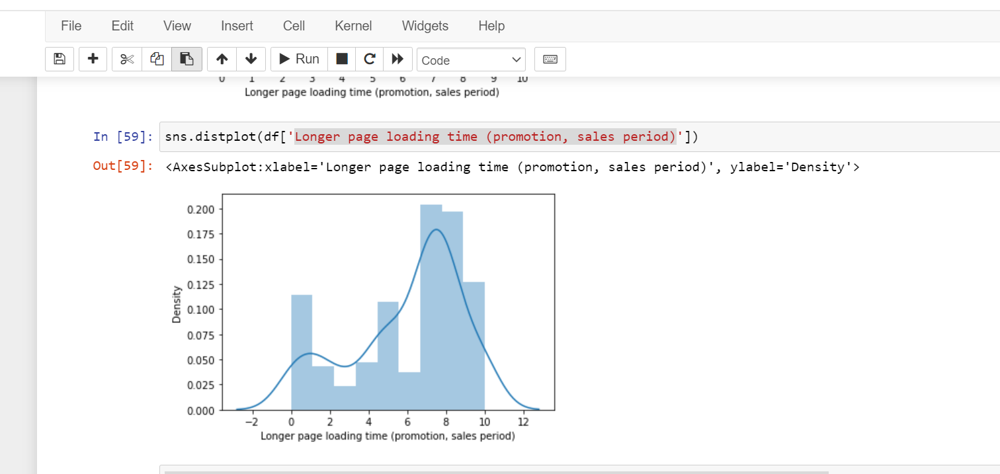 File Edit View Insert Cell Kernel Widgets Help
Run Code
0 1 2 3 4 5 6 7 8 9 10
Longer page loading time (promotion, sales period)
In [59]: sns.distplot(df['Longer page loading time (promotion, sales period)'])
Out[59]: <AxesSubplot:xlabel='Longer page loading time (promotion, sales period)', ylabel='Density'>
0.200
0.175
0.150
0.125
0.100
0.075
0.050
0.025
0.000
Density
−2 0 2 4 6 8 10 12
Longer page loading time (promotion, sales period)